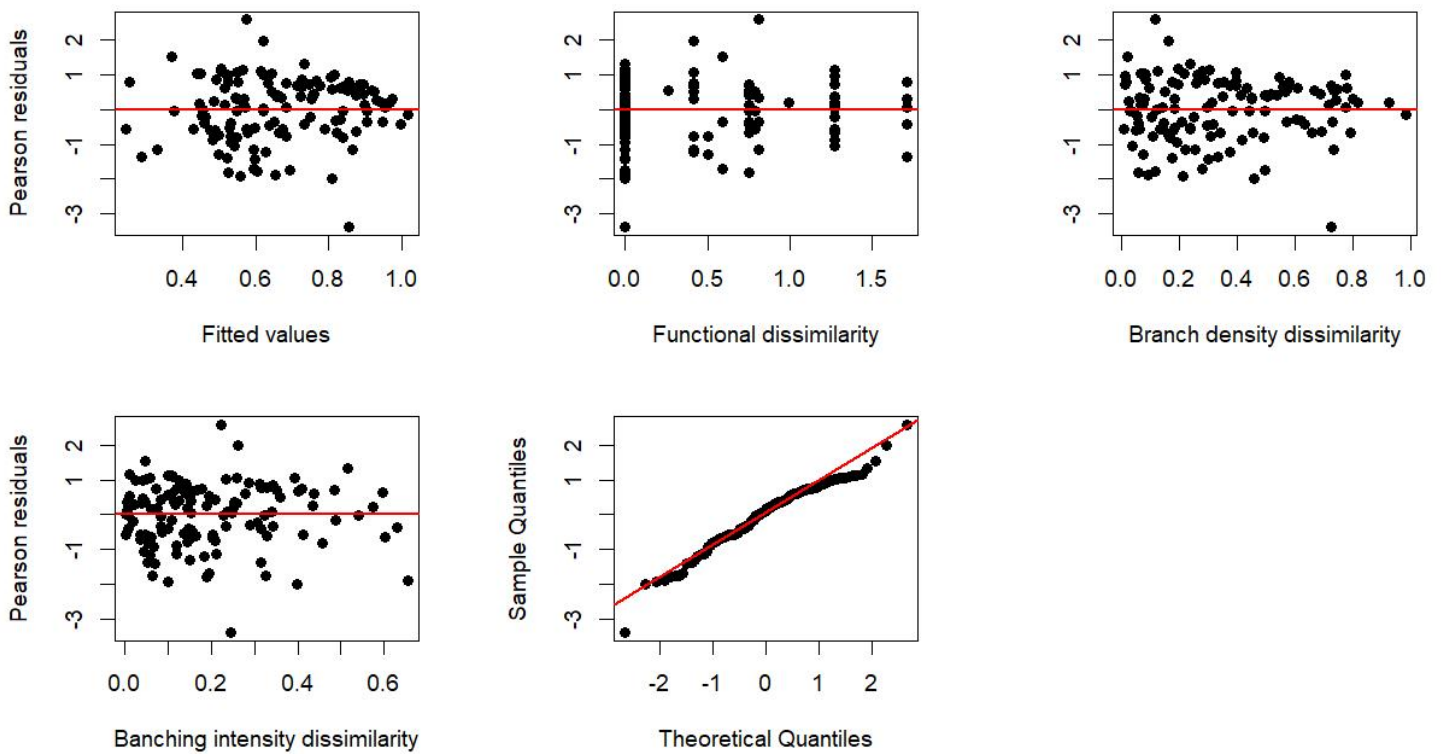 Pearson residuals
2
1
-1
-3
0.4 0.6 0.8 1.0
Fitted values
2
1
-1
-3
0.0 0.5 1.0 1.5
Functional dissimilarity
2
1
-1
-3
0.0 0.2 0.4 0.6 0.8 1.0
Branch density dissimilarity
Pearson residuals
2
1
-1
-3
0.0 0.2 0.4 0.6
Banching intensity dissimilarity
Sample Quantiles
2
1
-1
-3
-2 -1 0 1 2
Theoretical Quantiles